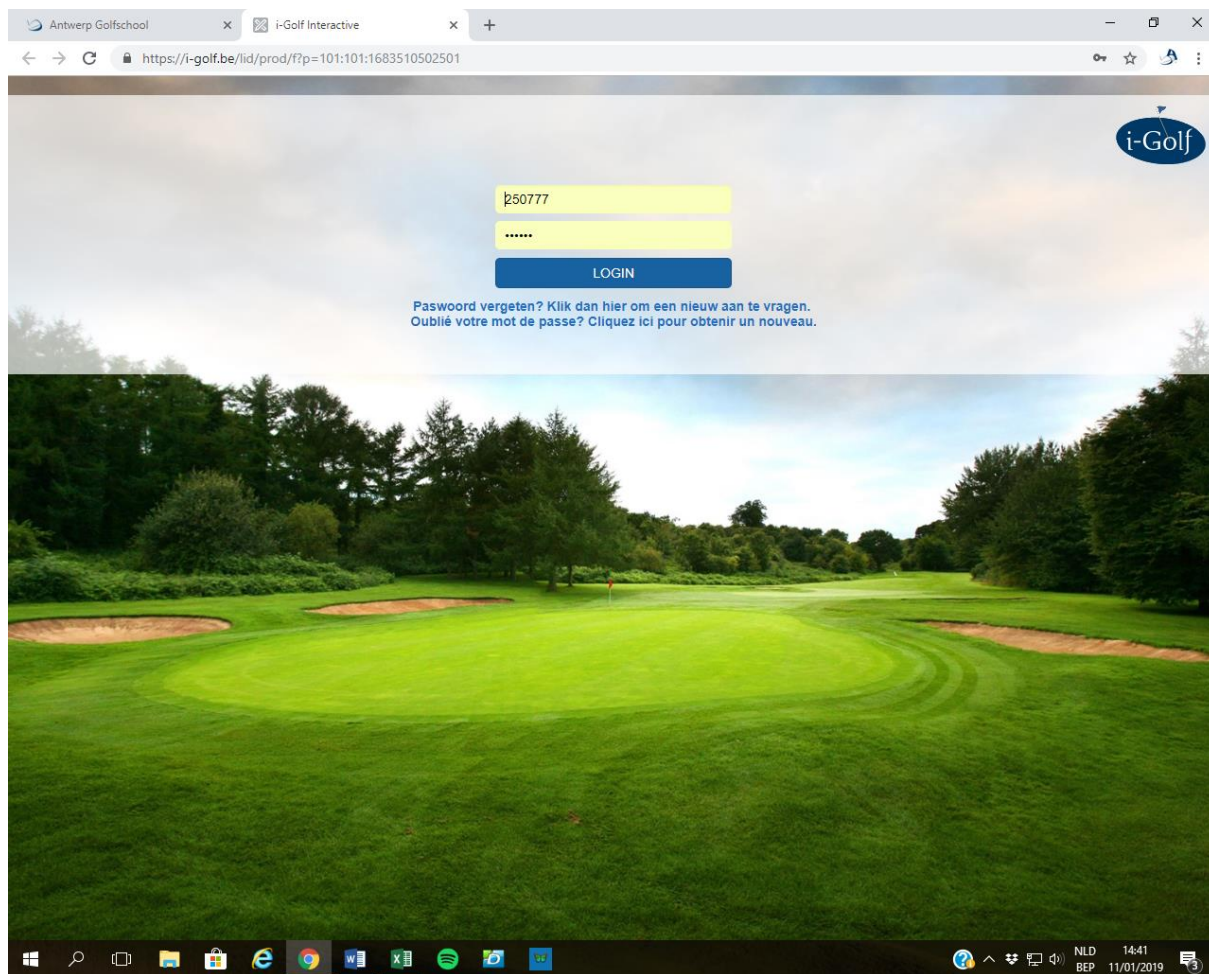 Antwerp Golfschool
i-Golf Interactive
https://i-golf.be/lid/prod/f?p=101:101:1683510502501
i-Golf
250777
••••••
LOGIN
Paswoord vergeten? Klik dan hier om een nieuw aan te vragen.
Oublié votre mot de passe? Cliquez ici pour obtenir un nouveau.
NLD
BEP
14:41
11/01/2019
3